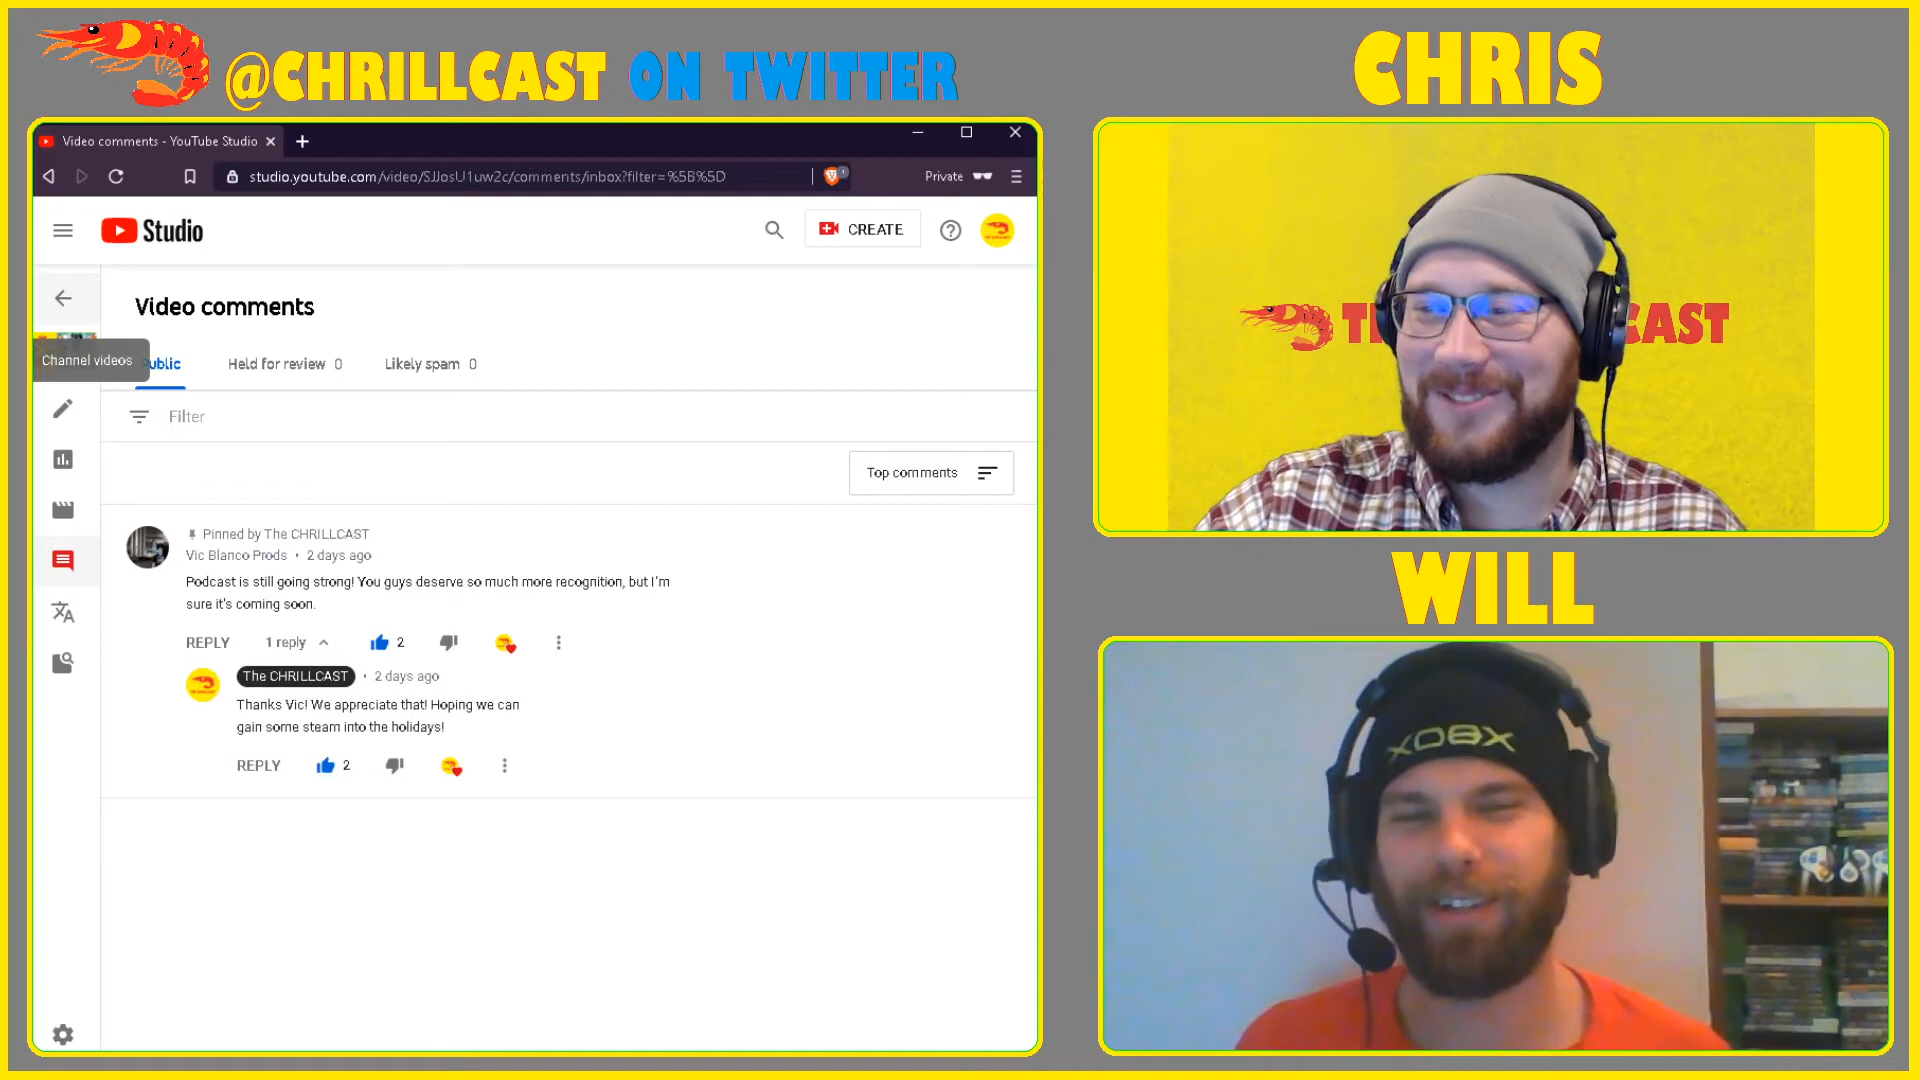 @CHRILLCAST ON TWITTER
CHRIS
Video comments - YouTube Studio
studio.youtube.com/video/SJJosU1uw2c/comments/inbox?filter=%5B%5D
1
Private
Studio
CREATE
Video comments
Channel videos
ublic
Held for review 0
Likely spam 0
Filter
Top comments
Pinned by The CHRILLCAST
Vic Blanco Prods • 2 days ago
Podcast is still going strong! You guys deserve so much more recognition, but I'm
sure it's coming soon.
REPLY 1 reply 2
The CHRILLCAST • 2 days ago
Thanks Vic! We appreciate that! Hoping we can
gain some steam into the holidays!
REPLY 2
T
CAST
WILL
XOBX